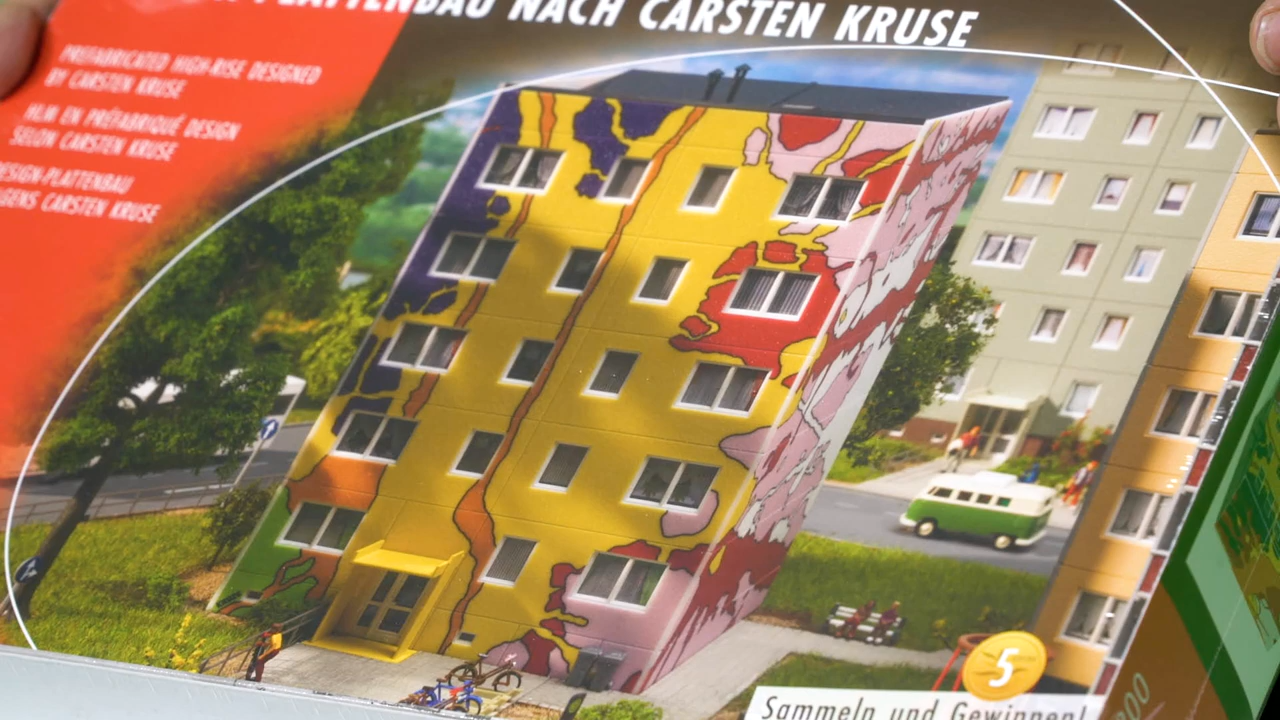 PLATTENBAU NACH CARSTEN KRUSE
PREFABRICATED HIGH-RISE DESIGNED
BY CARSTEN KRUSE
HLM EN PRÉFABRIQUÉ DESIGN
SELON CARSTEN KRUSE
DESIGN-PLATTENBAU
VOLGENS CARSTEN KRUSE
5
Sammeln und Gewinnen!